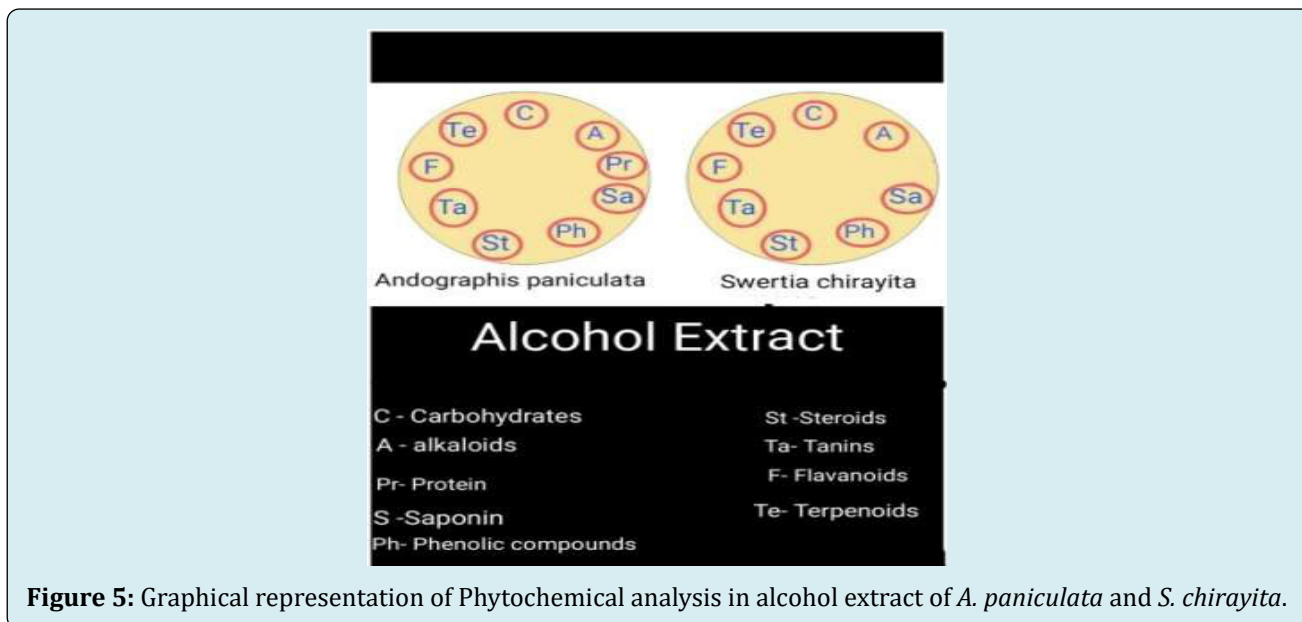 C
Te
A
F
Pr
Sa
Ta
Ph
St
Andographis paniculata
C
Te
A
F
Sa
Ta
Ph
St
Swertia chirayita
Alcohol Extract
C - Carbohydrates
A - alkaloids
Pr- Protein
S -Saponin
Ph- Phenolic compounds
St -Steroids
Ta- Tanins
F- Flavanoids
Te- Terpenoids
Figure 5: Graphical representation of Phytochemical analysis in alcohol extract of A. paniculata and S. chirayita.